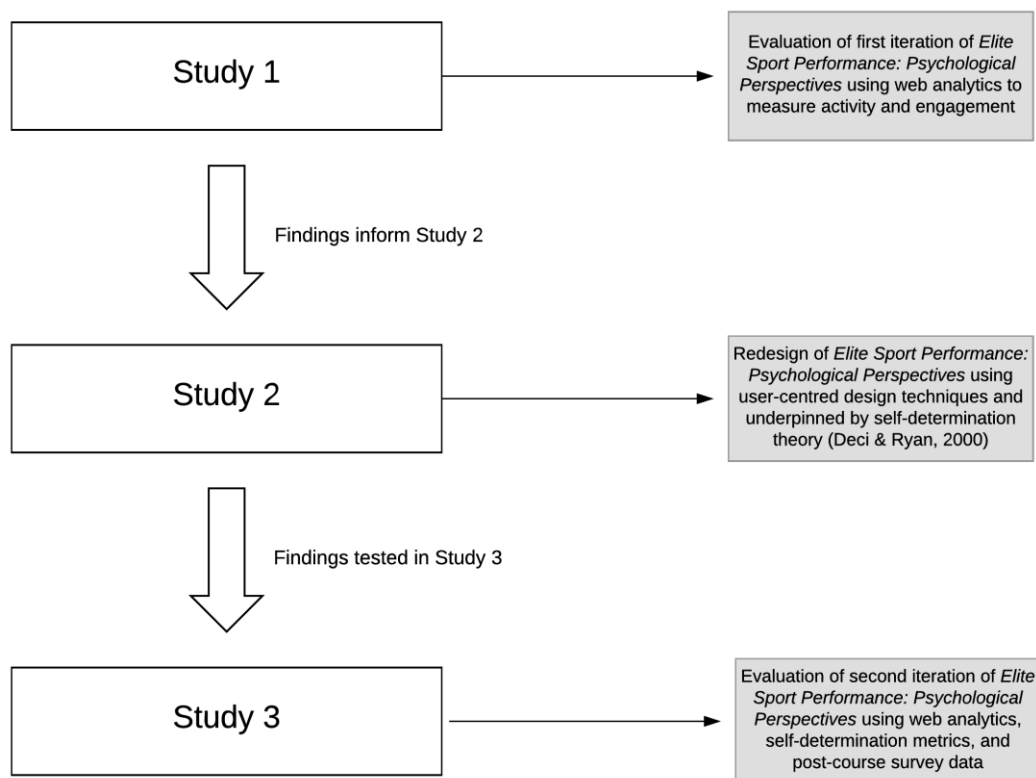 Study 1
Evaluation of first iteration of Elite
Sport Performance: Psychological
Perspectives using web analytics to
measure activity and engagement
Findings inform Study 2
Study 2
Redesign of Elite Sport Performance:
Psychological Perspectives using
user-centred design techniques and
underpinned by self-determination
theory (Deci & Ryan, 2000)
Findings tested in Study 3
Study 3
Evaluation of second iteration of Elite
Sport Performance: Psychological
Perspectives using web analytics,
self-determination metrics, and
post-course survey data